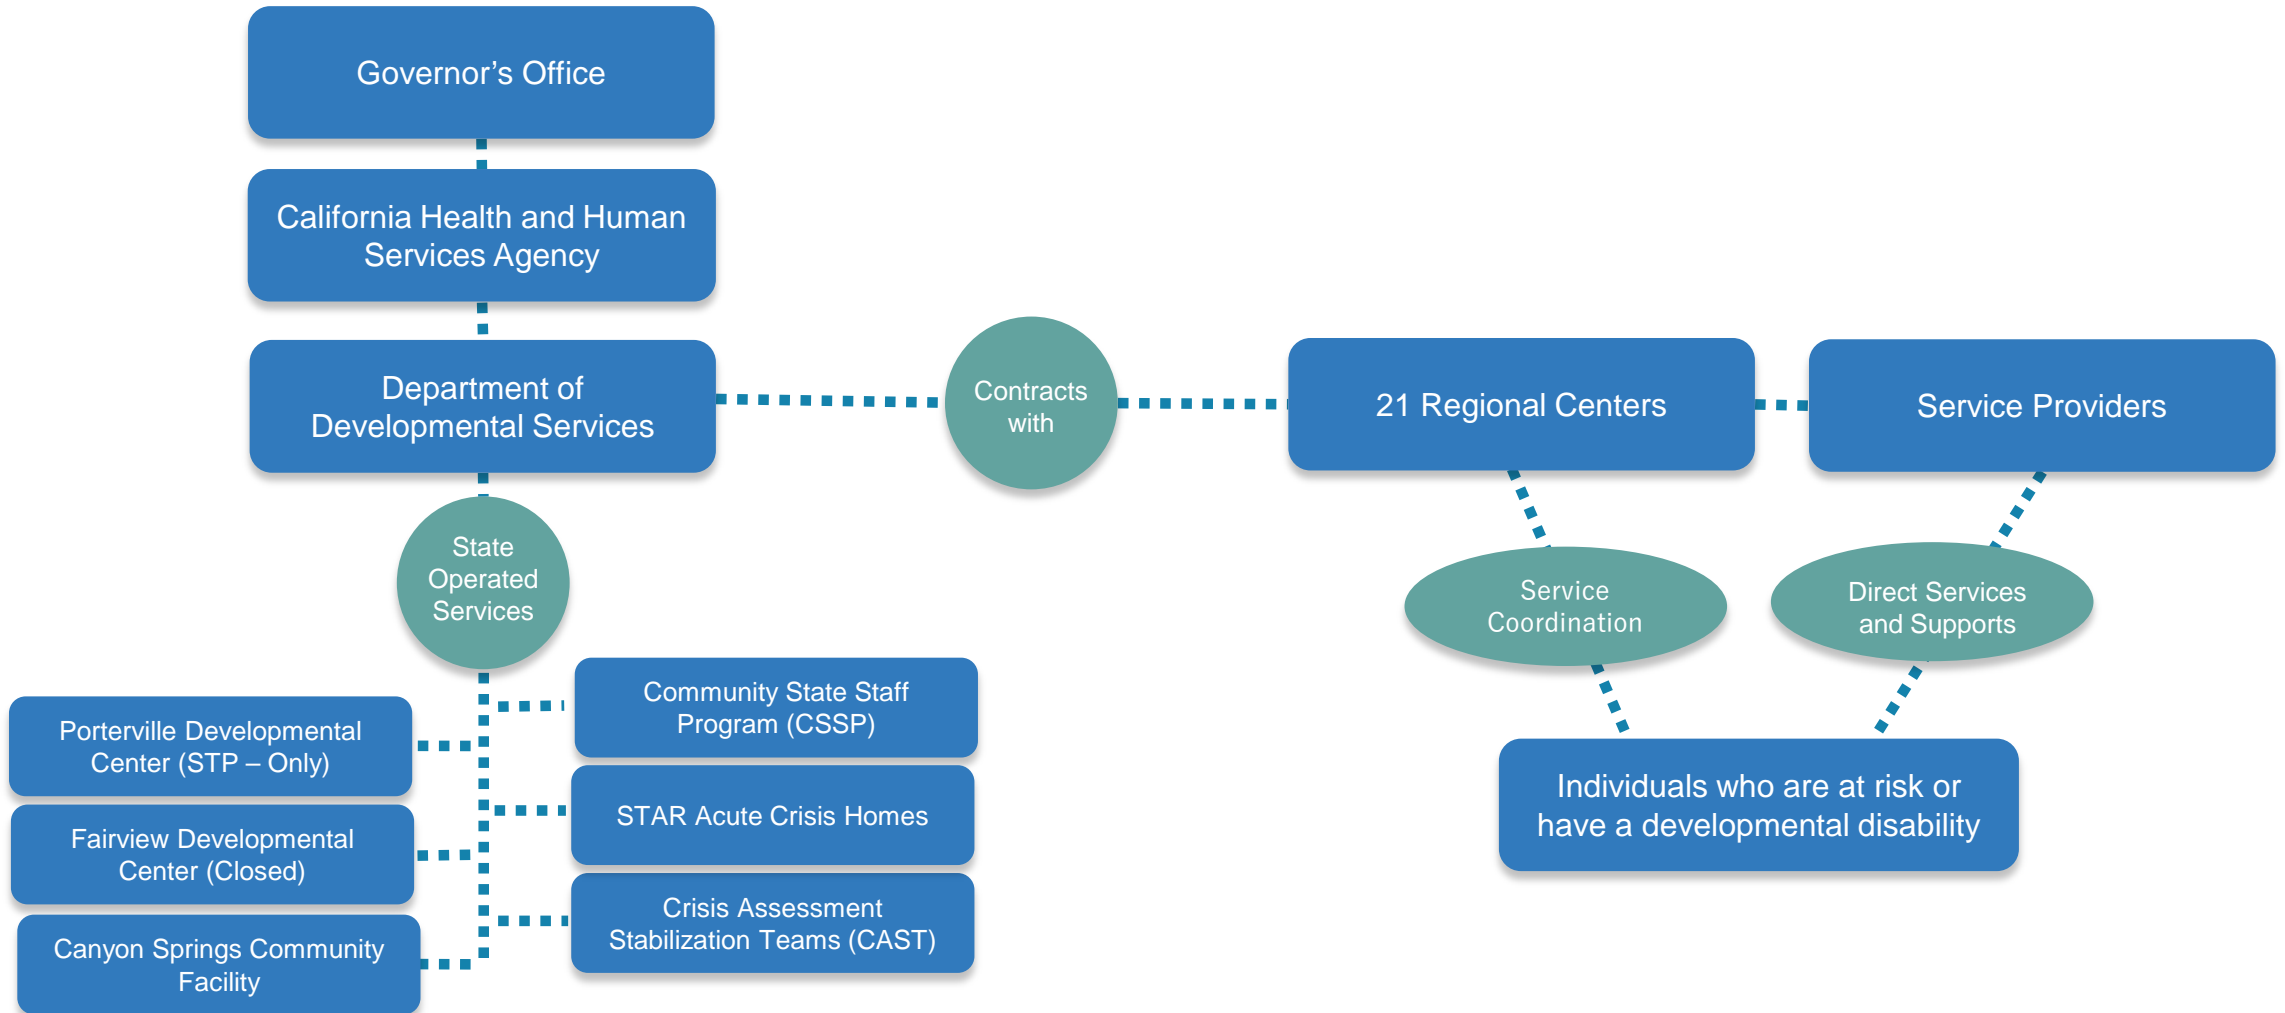 Governor’s Office
California Health and Human
Services Agency
Department of
Developmental Services
Contracts
with
21 Regional Centers
Service Providers
State
Operated
Services
Service
Coordination
Direct Services
and Supports
Porterville Developmental
Center (STP – Only)
Community State Staff
Program (CSSP)
Fairview Developmental
Center (Closed)
STAR Acute Crisis Homes
Canyon Springs Community
Facility
Crisis Assessment
Stabilization Teams (CAST)
Individuals who are at risk or
have a developmental disability